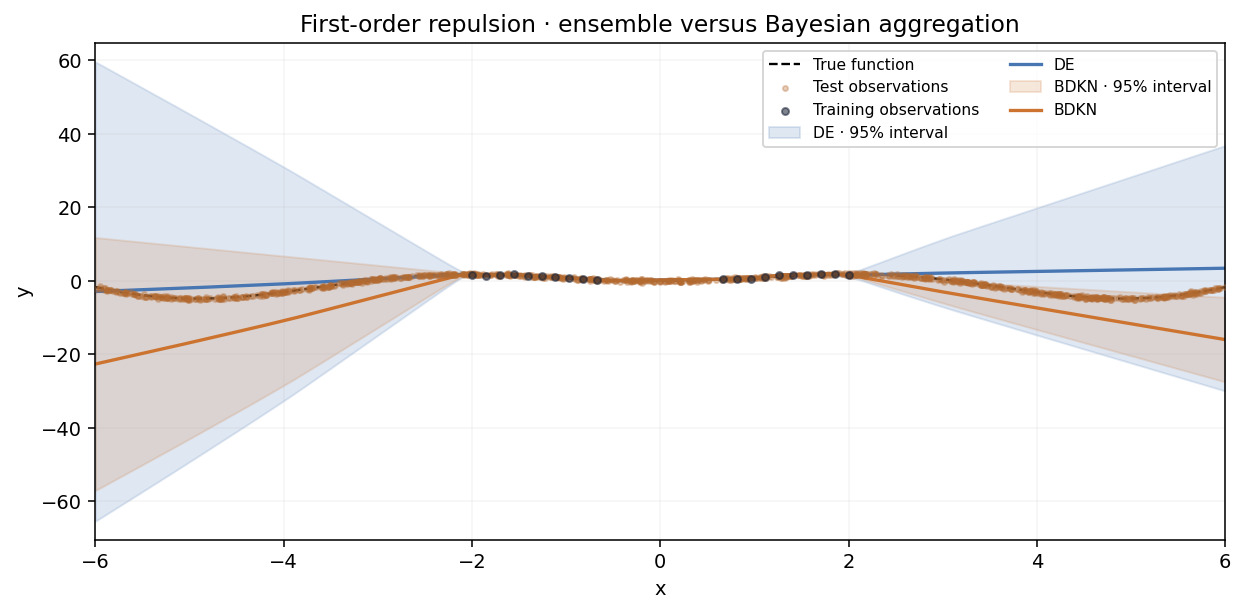 First-order repulsion · ensemble versus Bayesian aggregation
60
40
20
0
−20
−40
−60
y
True function
Test observations
Training observations
DE · 95% interval
DE
BDKN · 95% interval
BDKN
−6
−4
−2
0
2
4
6
x